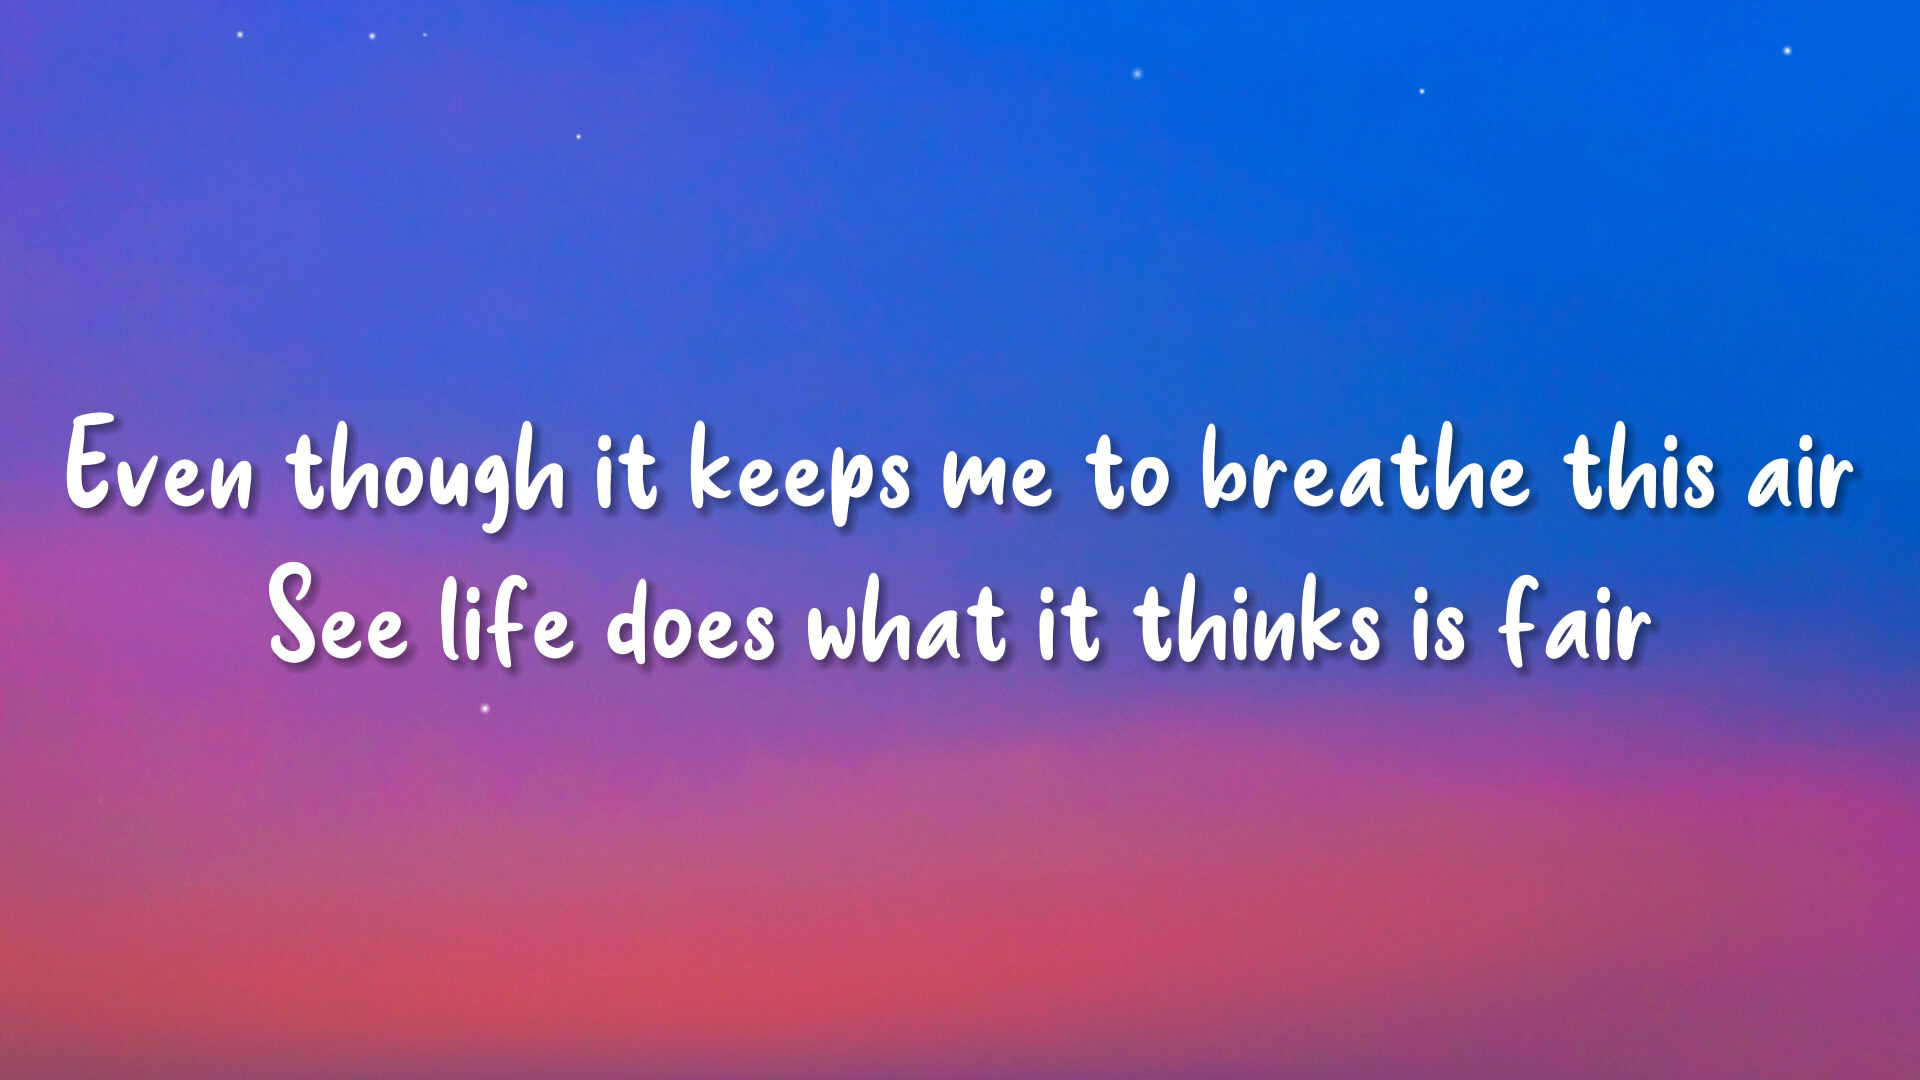 Even though it keeps me to breathe this air
See life does what it thinks is fair